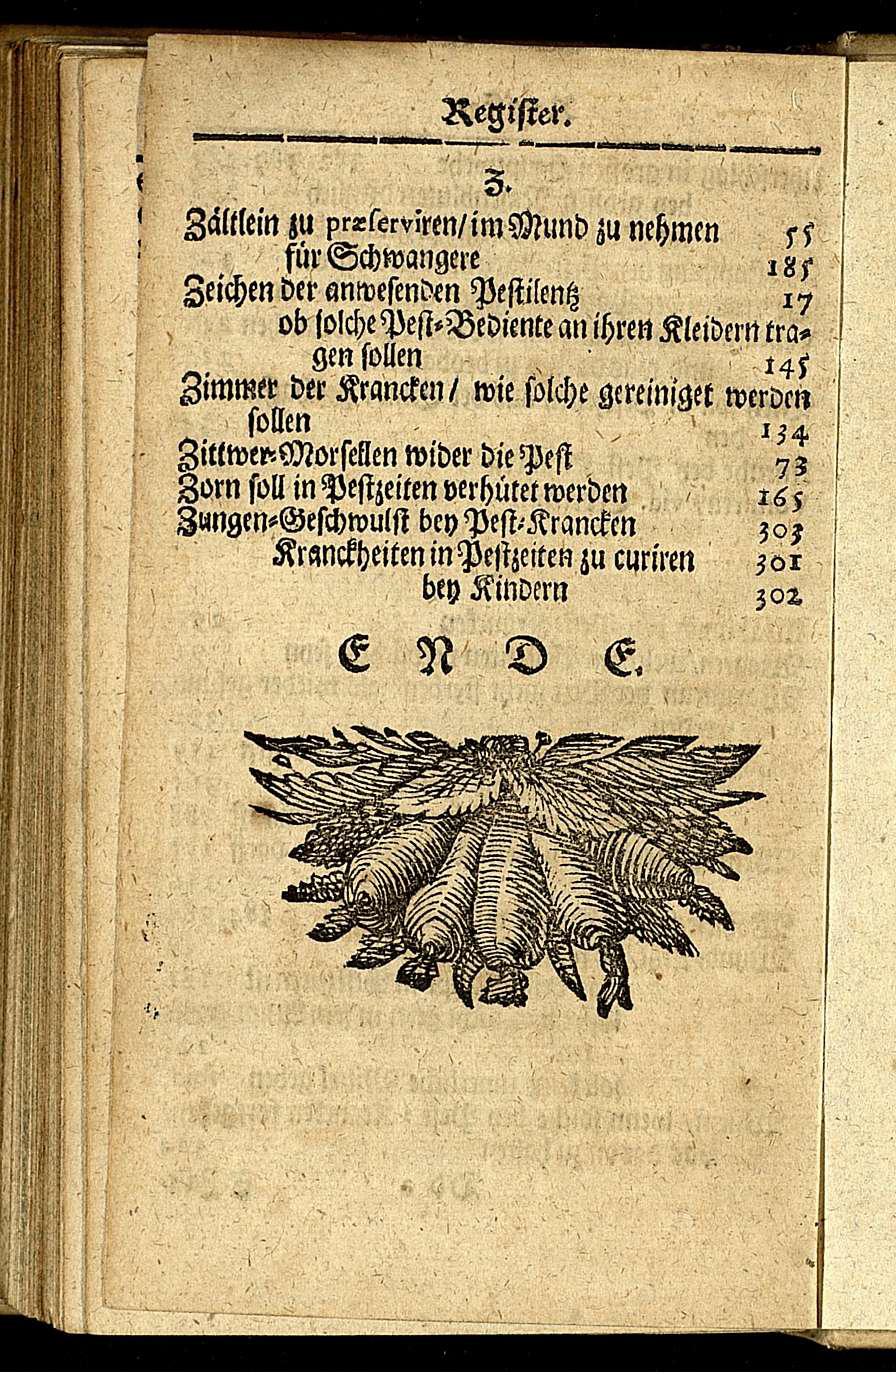 Register.
Z.
Zältlein zu præserviren/ im Mund zu nehmen 55
für Schwangere 185
Zeichen der anwesenden Pestilentz 17
ob solche Pest-Bediente an ihren Kleidern tra-
gen sollen 145
Zimmer der Krancken/ wie solche gereiniget werden
sollen 134
Zittwer-Morsellen wider die Pest 73
Zorn soll in Pestzeiten verhütet werden 165
Zungen-Geschwulst bey Pest-Krancken 303
Kranckheiten in Pestzeiten zu curiren 301
bey Kindern 302
E N D E.